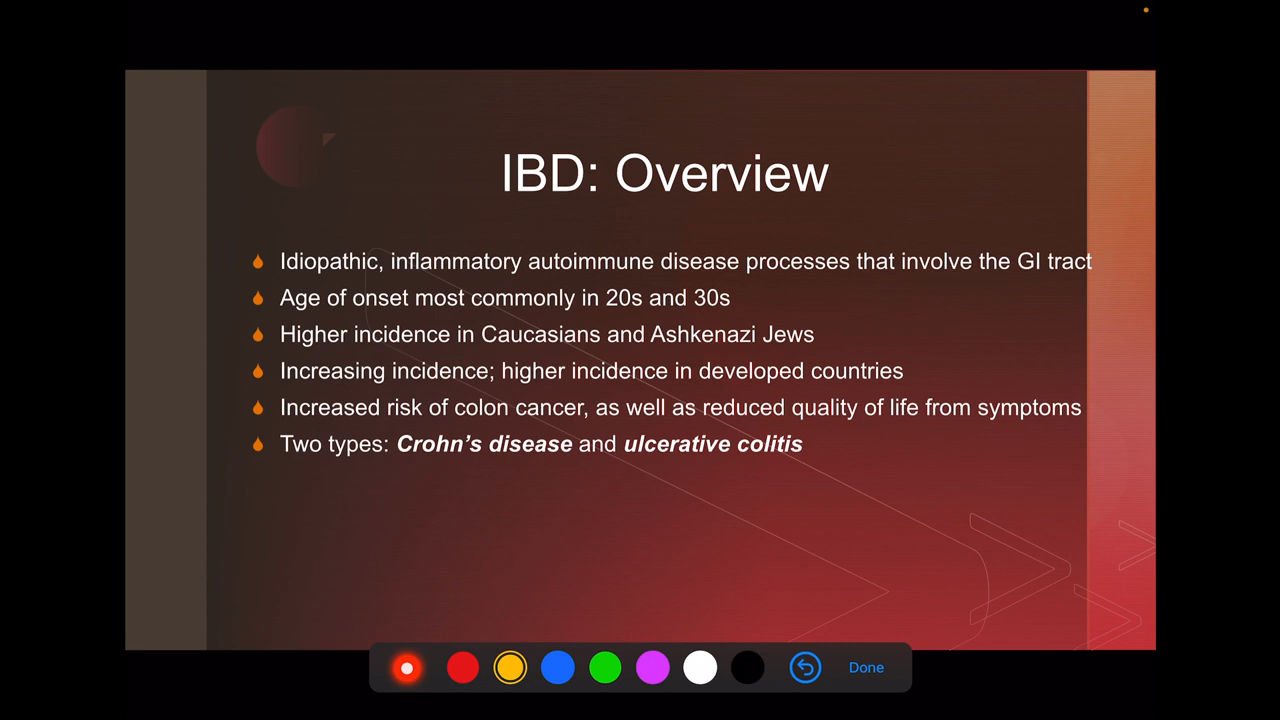 IBD: Overview
Idiopathic, inflammatory autoimmune disease processes that involve the GI tract
Age of onset most commonly in 20s and 30s
Higher incidence in Caucasians and Ashkenazi Jews
Increasing incidence; higher incidence in developed countries
Increased risk of colon cancer, as well as reduced quality of life from symptoms
Two types: Crohn’s disease and ulcerative colitis
Done